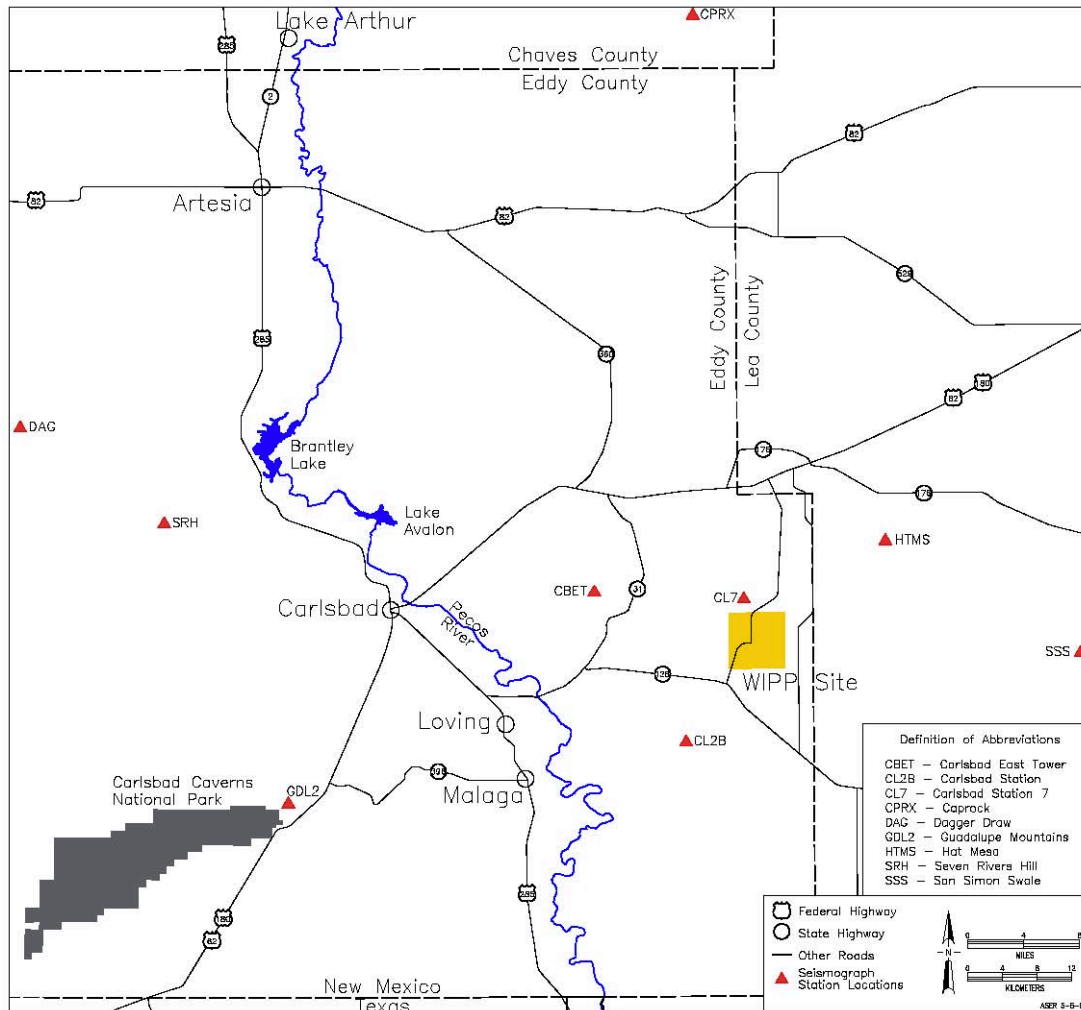 Lake Arthur
CPRX
285
Chaves County
Eddy County
2
82
82
Artesia
82
82
529
Eddy County
Lea County
285
360
180
82
DAG
Brantley
Lake
176
176
SRH
Lake
Avalon
HTMS
CBET
31
CL7
Carlsbad
Pecos
River
SSS
128
WIPP Site
Loving
CL2B
Carlsbad Caverns
National Park
GDL2
Malaga
285
180
82
New Mexico
Texas
Definition of Abbreviations
CBET – Carlsbad East Tower
CL2B – Carlsbad Station
CL7 – Carlsbad Station 7
CPRX – Caprock
DAG – Dagger Draw
GDL2 – Guadalupe Mountains
HTMS – Hat Mesa
SRH – Seven Rivers Hill
SSS – San Simon Swale
Federal Highway
State Highway
Other Roads
Seismograph
Station Locations
N
0 4 8
MILES
0 4 8 12
KILOMETERS